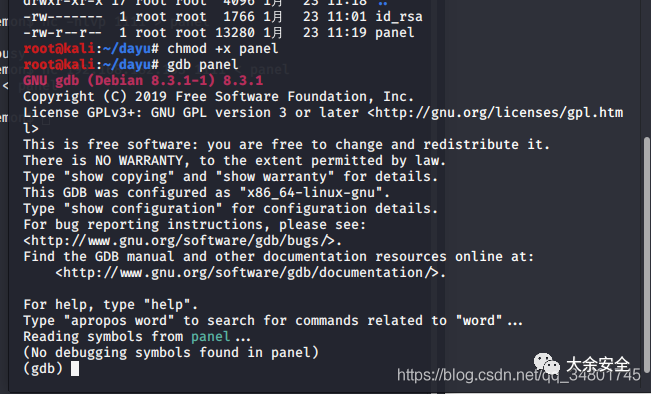 drwxr-xr-x 17 root root  4096 1月  23 11:18 ..
-rw-------  1 root root  1766 1月  23 11:01 id_rsa
-rw-r--r--  1 root root 13280 1月  23 11:19 panel
root@kali:~/dayu# chmod +x panel
root@kali:~/dayu# gdb panel
GNU gdb (Debian 8.3.1-1) 8.3.1
Copyright (C) 2019 Free Software Foundation, Inc.
License GPLv3+: GNU GPL version 3 or later <http://gnu.org/licenses/gpl.htm
l>
This is free software: you are free to change and redistribute it.
There is NO WARRANTY, to the extent permitted by law.
Type "show copying" and "show warranty" for details.
This GDB was configured as "x86_64-linux-gnu".
Type "show configuration" for configuration details.
For bug reporting instructions, please see:
<http://www.gnu.org/software/gdb/bugs/>.
Find the GDB manual and other documentation resources online at:
    <http://www.gnu.org/software/gdb/documentation/>.
For help, type "help".
Type "apropos word" to search for commands related to "word"...
Reading symbols from panel...
(No debugging symbols found in panel)
(gdb)
大余安全
https://blog.csdn.net/qq_34801745